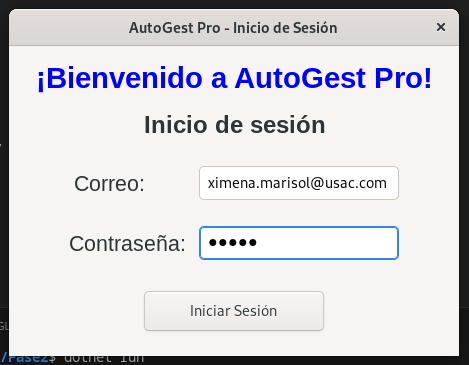 AutoGest Pro - Inicio de Sesión
¡Bienvenido a AutoGest Pro!
Inicio de sesión
Correo: ximena.marisol@usac.com
Contraseña: •••••
Iniciar Sesión
/Fase2$ dotnet run